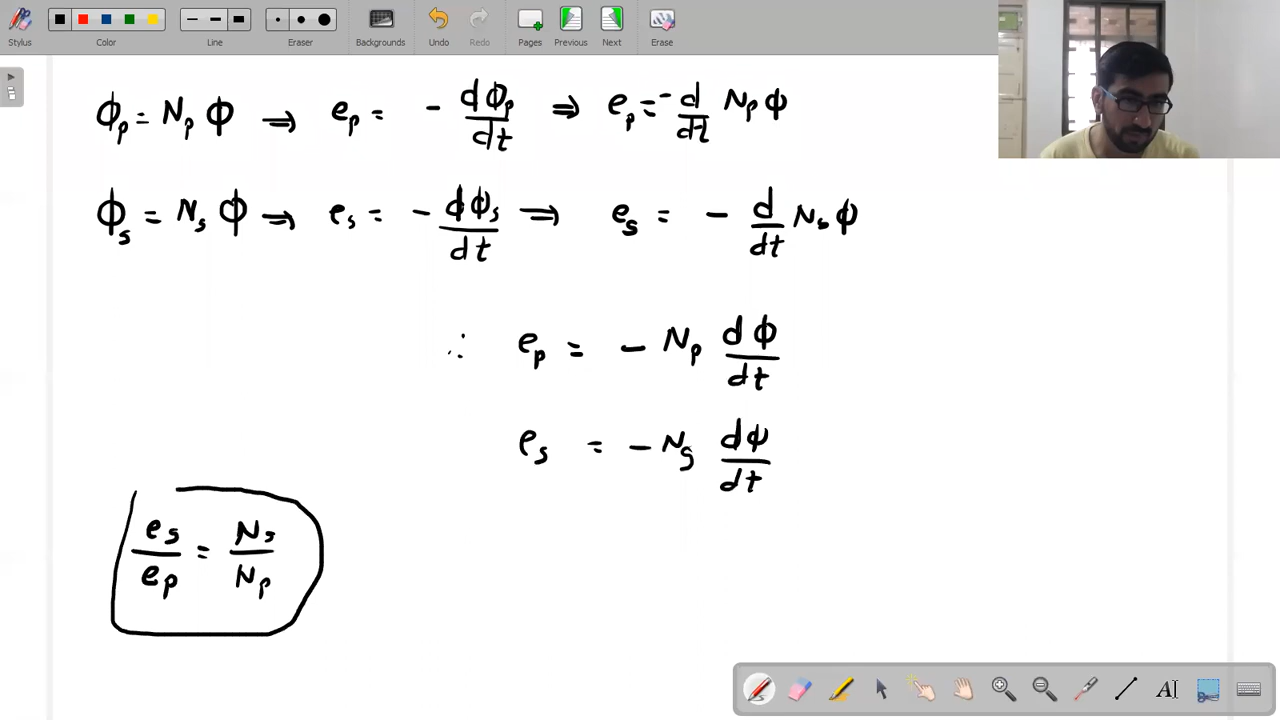 Stylus Color Line Eraser Backgrounds Undo Redo Pages Previous Next Erase
ϕp = Np ϕ ⇒ ep = - dϕp/dt ⇒ ep = - d/dt Np ϕ
ϕs = Ns ϕ ⇒ es = - dϕs/dt ⇒ es = - d/dt Ns ϕ
∴ ep = - Np dϕ/dt
es = - Ns dϕ/dt
es/ep = Ns/Np
AI